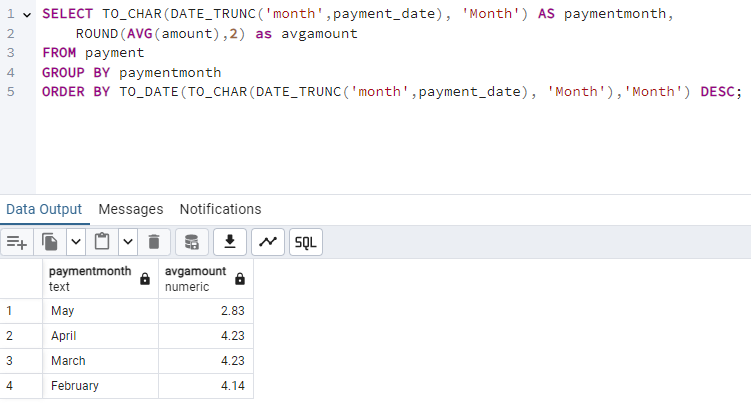 1 SELECT TO_CHAR(DATE_TRUNC('month',payment_date), 'Month') AS paymentmonth,
2 ROUND(AVG(amount),2) as avgamount
3 FROM payment
4 GROUP BY paymentmonth
5 ORDER BY TO_DATE(TO_CHAR(DATE_TRUNC('month',payment_date), 'Month'),'Month') DESC;
Data Output Messages Notifications
SQL
paymentmonth avgamount
text numeric
1 May 2.83
2 April 4.23
3 March 4.23
4 February 4.14